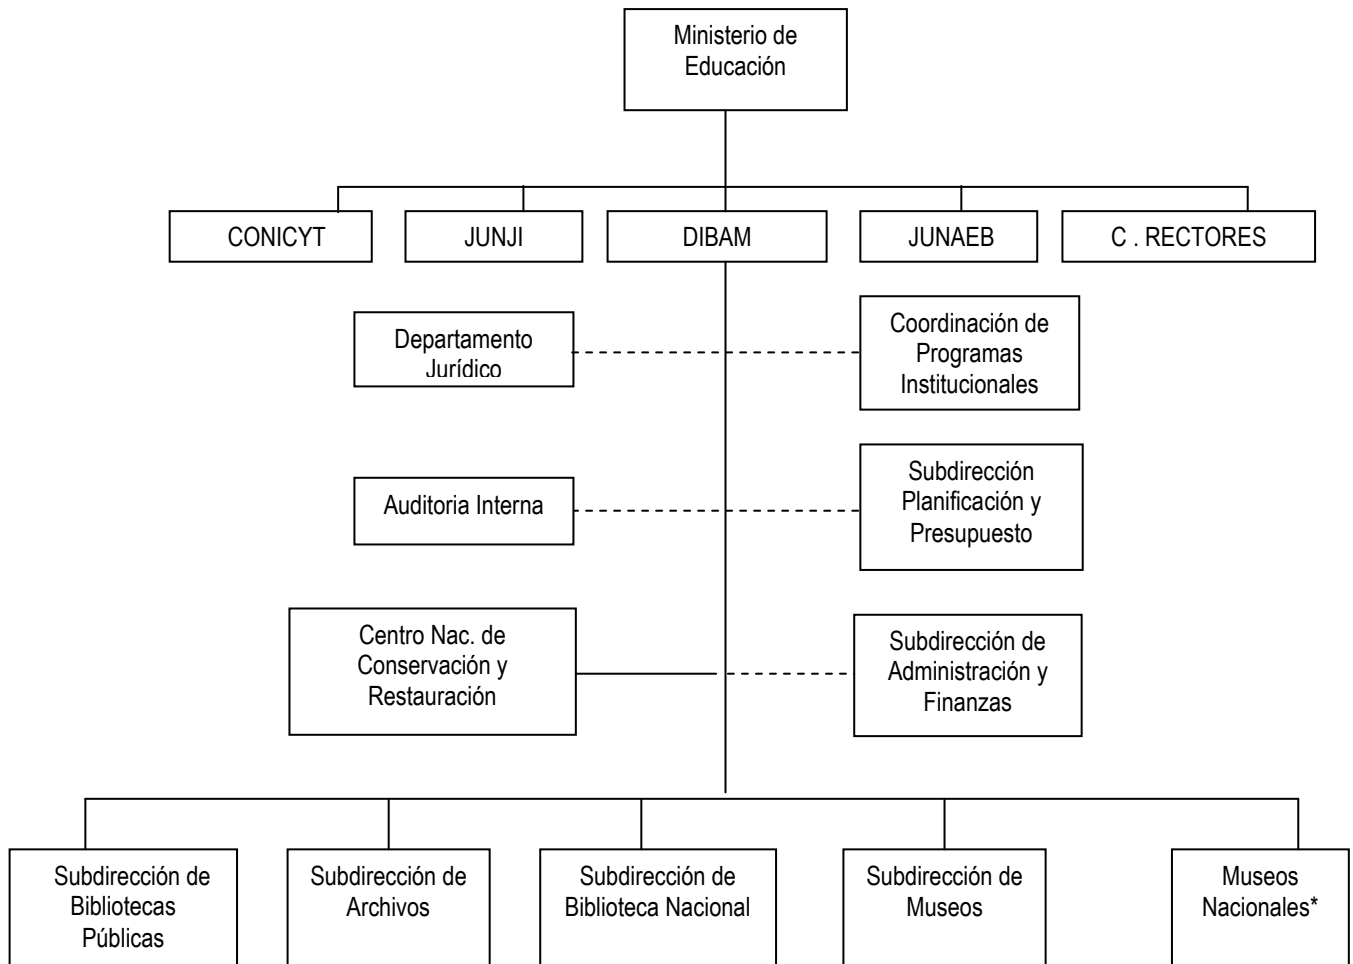 Ministerio de
Educación
CONICYT
JUNJI
DIBAM
JUNAEB
C . RECTORES
Departamento
Jurídico
Coordinación de
Programas
Institucionales
Auditoria Interna
Subdirección
Planificación y
Presupuesto
Centro Nac. de
Conservación y
Restauración
Subdirección de
Administración y
Finanzas
Subdirección de
Bibliotecas
Públicas
Subdirección de
Archivos
Subdirección de
Biblioteca Nacional
Subdirección de
Museos
Museos
Nacionales*